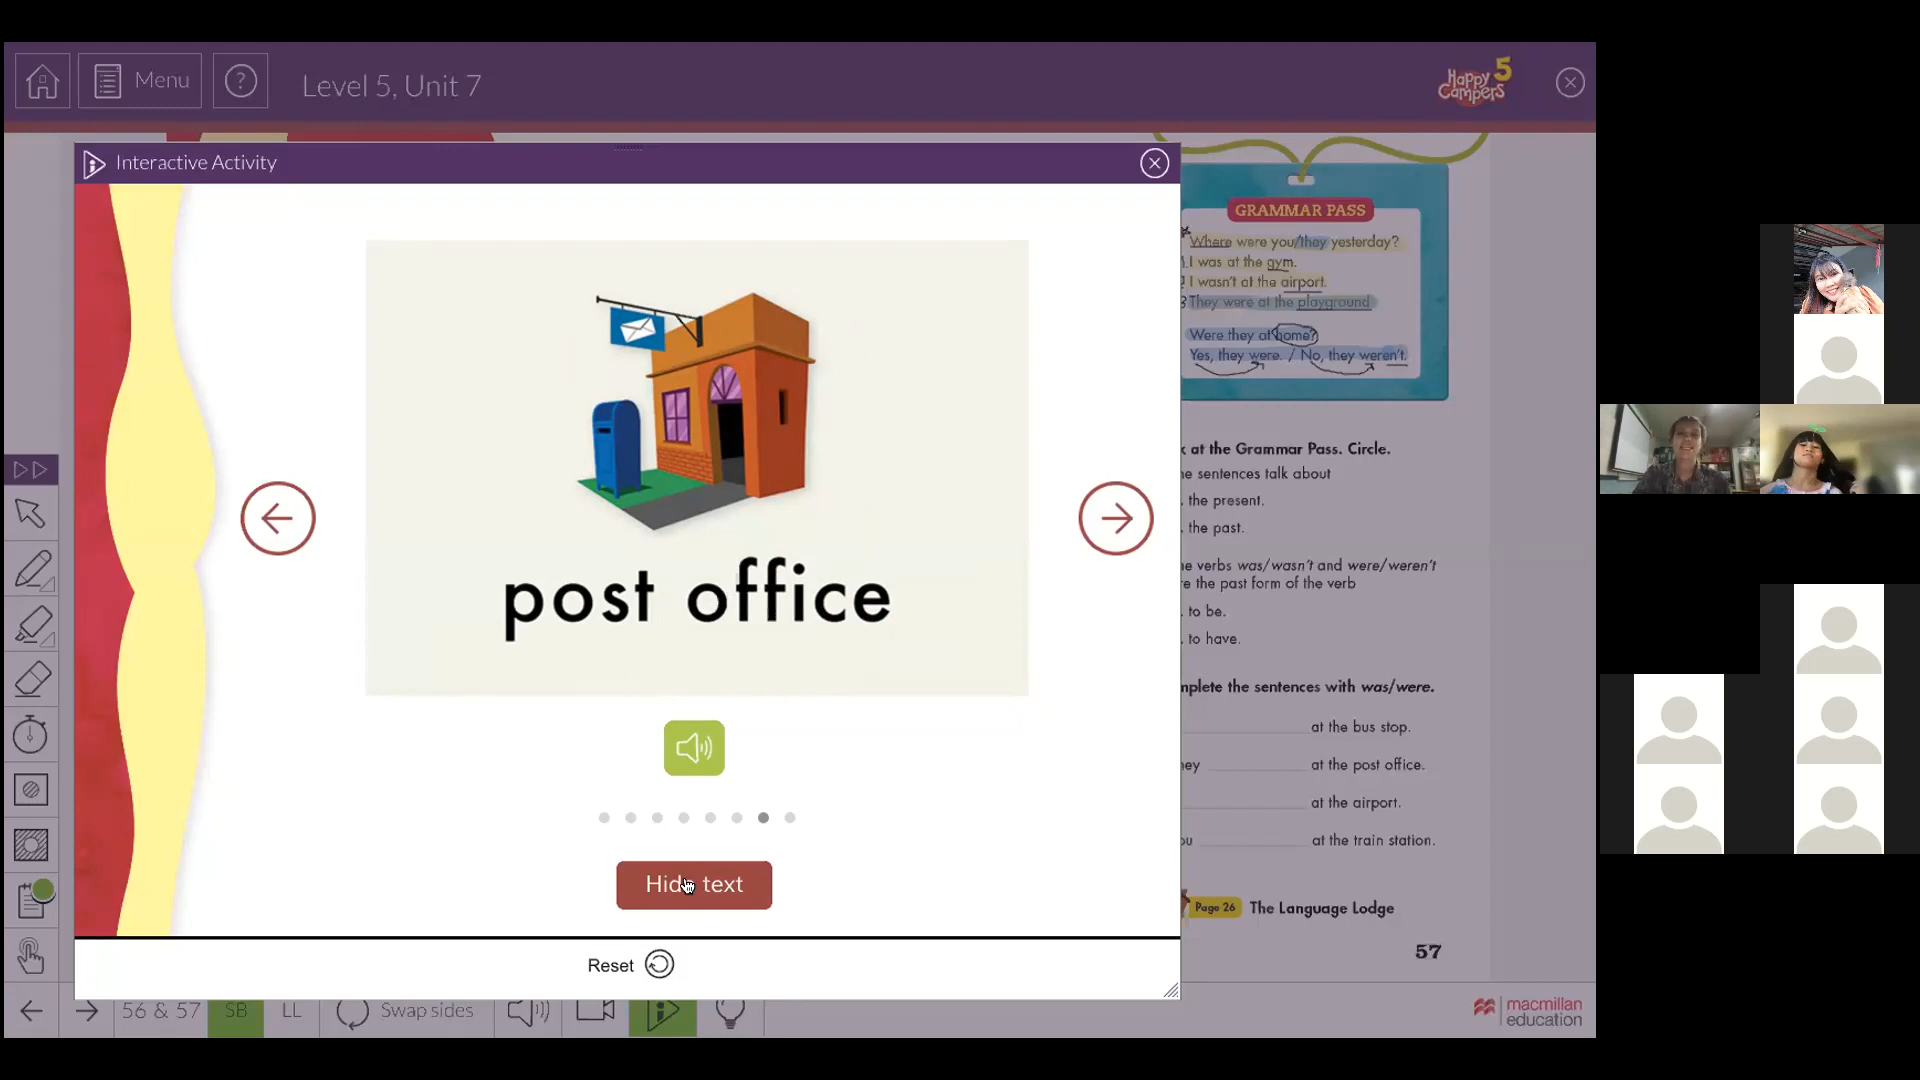 Menu
?
Level 5, Unit 7
Happy Campers 5
Interactive Activity
post office
Hide text
Reset
GRAMMAR PASS
Where were you/they yesterday?
I was at the gym.
I wasn't at the airport.
They were at the playground
Were they at home?
Yes, they were. / No, they weren't.
at the Grammar Pass. Circle.
sentences talk about
the present.
the past.
verbs was/wasn't and were/weren't
the past form of the verb
to be.
to have.
the sentences with was/were.
at the bus stop.
at the post office.
at the airport.
at the train station.
Page 26 The Language Lodge
57
56 & 57
SB
LL
Swap sides
macmillan
education